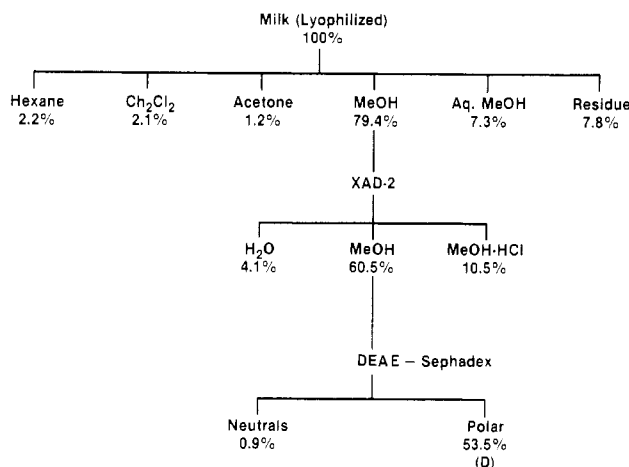 Milk (Lyophilized)
100%
Hexane Ch₂Cl₂ Acetone MeOH Aq. MeOH Residue
2.2% 2.1% 1.2% 79.4% 7.3% 7.8%
XAD-2
H₂O MeOH MeOH·HCl
4.1% 60.5% 10.5%
DEAE – Sephadex
Neutrals Polar
0.9% 53.5%
(D)